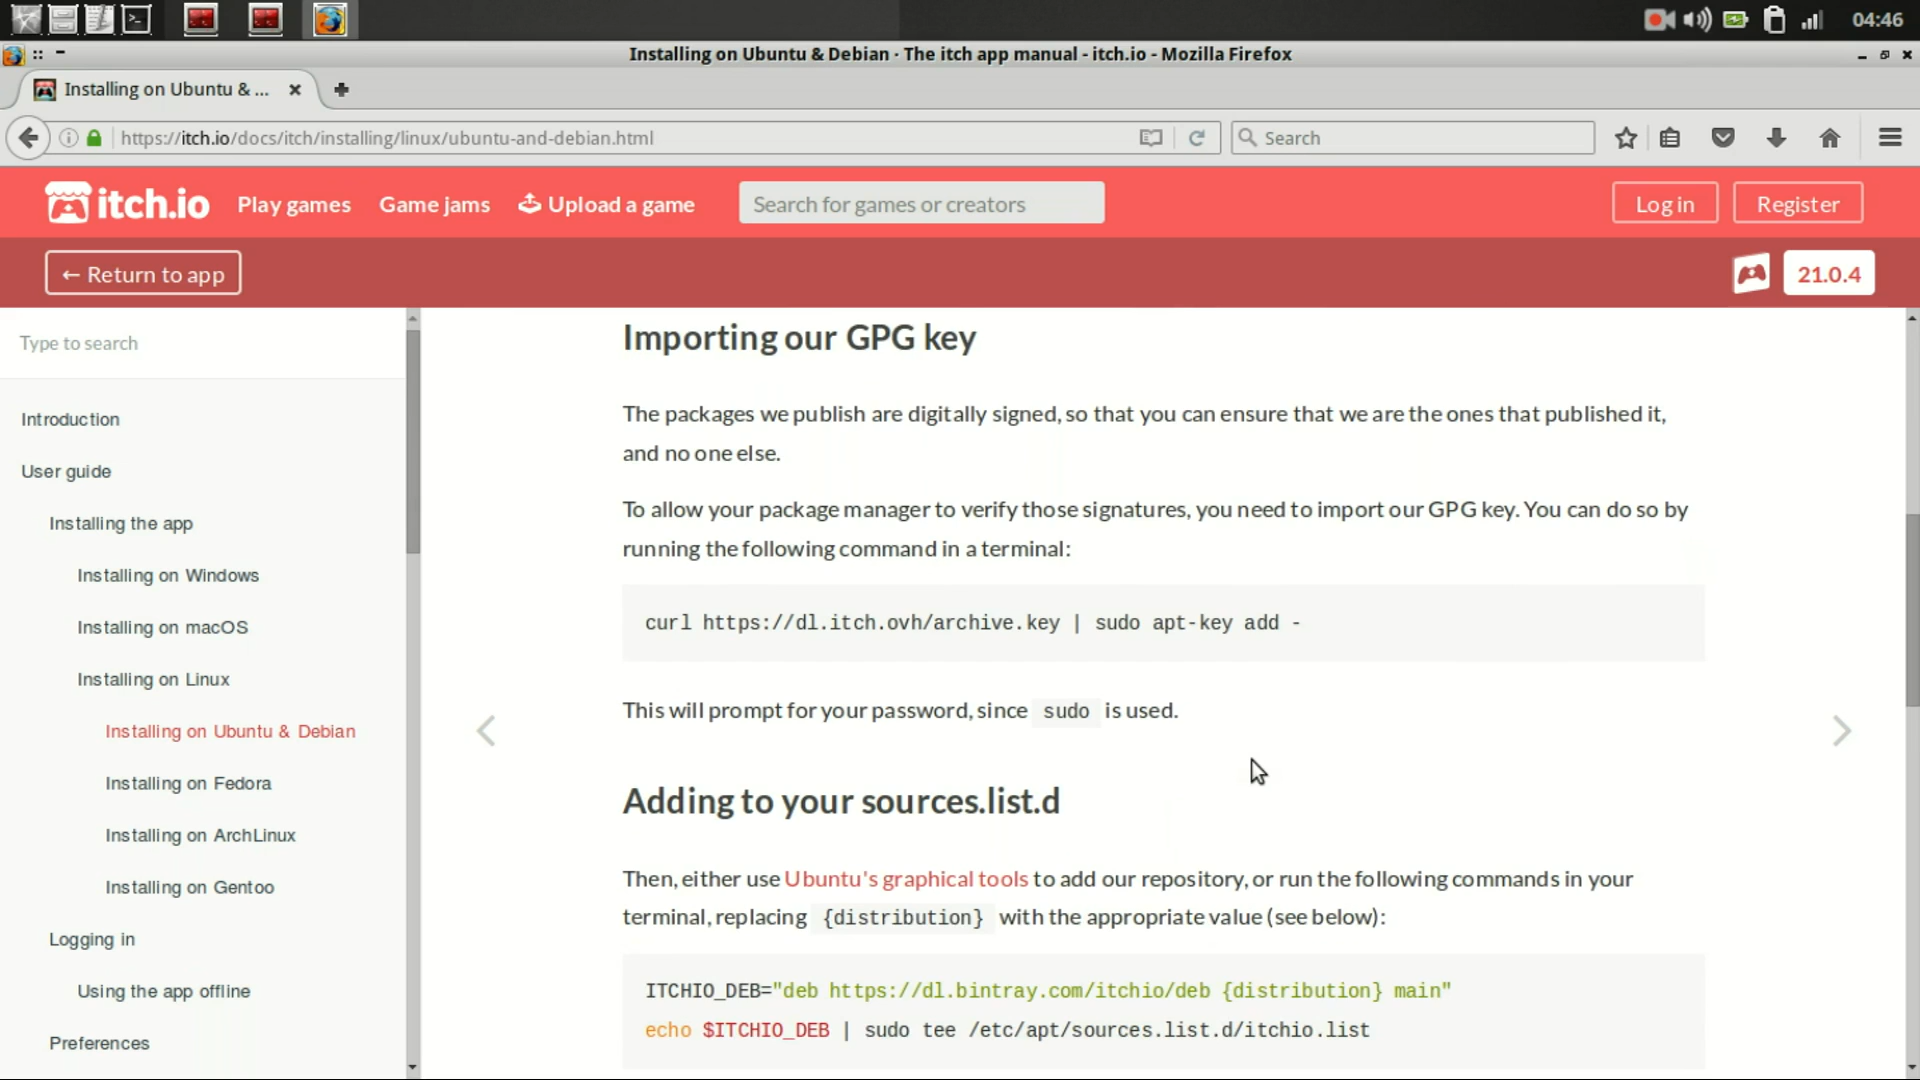 04:46
Installing on Ubuntu & Debian · The itch app manual - itch.io - Mozilla Firefox
Installing on Ubuntu & ...
https://itch.io/docs/itch/installing/linux/ubuntu-and-debian.html
Search
itch.io
Play games
Game jams
Upload a game
Search for games or creators
Log in
Register
← Return to app
21.0.4
Type to search
Introduction
User guide
Installing the app
Installing on Windows
Installing on macOS
Installing on Linux
Installing on Ubuntu & Debian
Installing on Fedora
Installing on ArchLinux
Installing on Gentoo
Logging in
Using the app offline
Preferences
Importing our GPG key
The packages we publish are digitally signed, so that you can ensure that we are the ones that published it,
and no one else.
To allow your package manager to verify those signatures, you need to import our GPG key. You can do so by
running the following command in a terminal:
curl https://dl.itch.ovh/archive.key | sudo apt-key add -
This will prompt for your password, since sudo is used.
Adding to your sources.list.d
Then, either use Ubuntu's graphical tools to add our repository, or run the following commands in your
terminal, replacing {distribution} with the appropriate value (see below):
ITCHIO_DEB="deb https://dl.bintray.com/itchio/deb {distribution} main"
echo $ITCHIO_DEB | sudo tee /etc/apt/sources.list.d/itchio.list